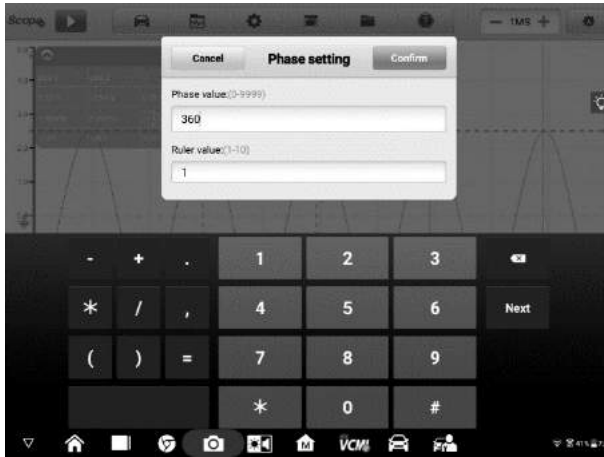 Scope
1MS
Cancel
Phase setting
Confirm
Phase value:(0-9999)
360
Ruler value:(1-10)
1
- + . 1 2 3
* / , 4 5 6 Next
( ) = 7 8 9
* 0 #
M VCMI 41%